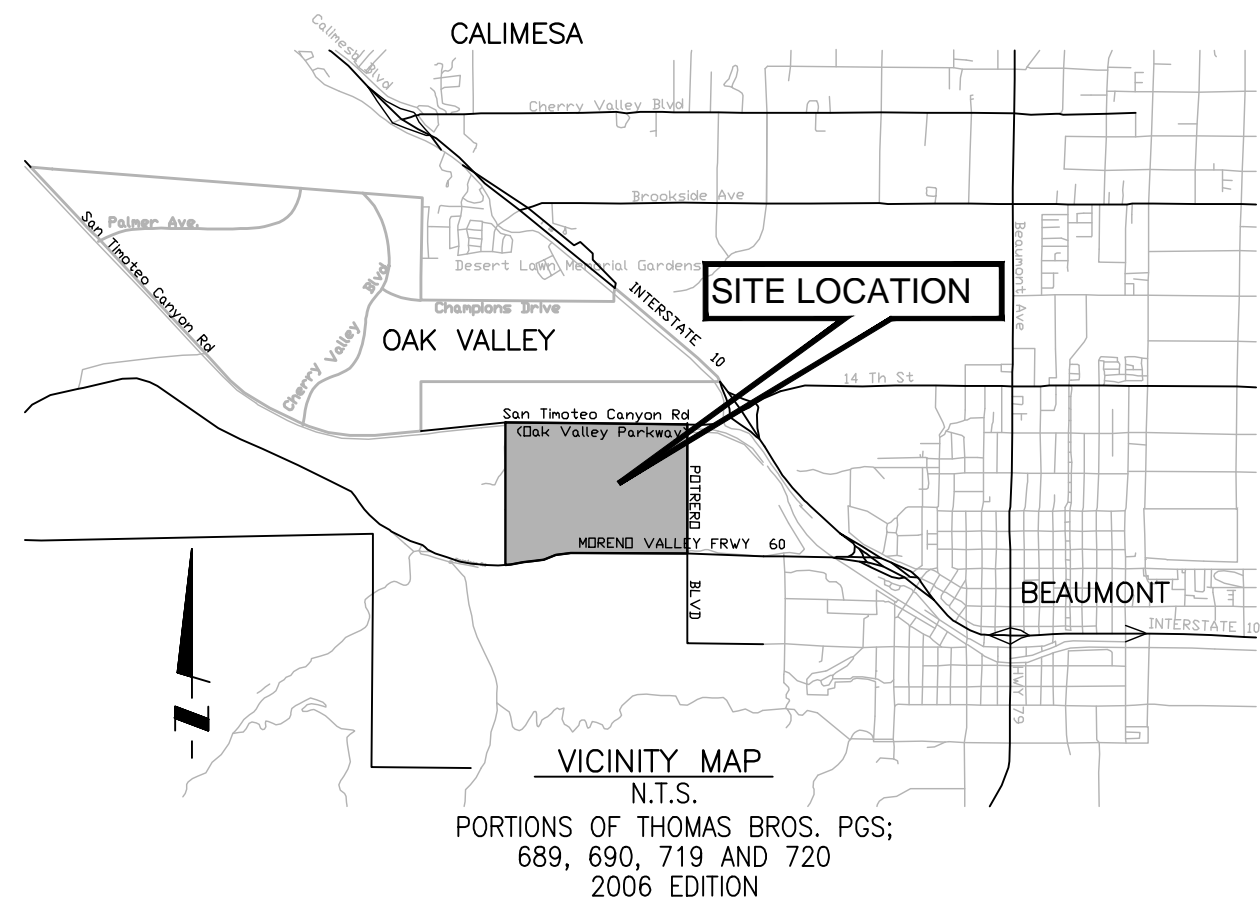 CALIMESA
Calimesa Blvd
Cherry Valley Blvd
Brookside Ave
Palmer Ave.
San Timoteo Canyon Rd
Beaumont Ave
Desert Lawn Memorial Gardens
SITE LOCATION
INTERSTATE 10
Champions Drive
Cherry Valley Blvd
OAK VALLEY
14 Th St
San Timoteo Canyon Rd
(Oak Valley Parkway)
POTRERO BLVD
MORENO VALLEY FRWY 60
BEAUMONT
INTERSTATE 10
HWY 79
N
VICINITY MAP
N.T.S.
PORTIONS OF THOMAS BROS. PGS;
689, 690, 719 AND 720
2006 EDITION